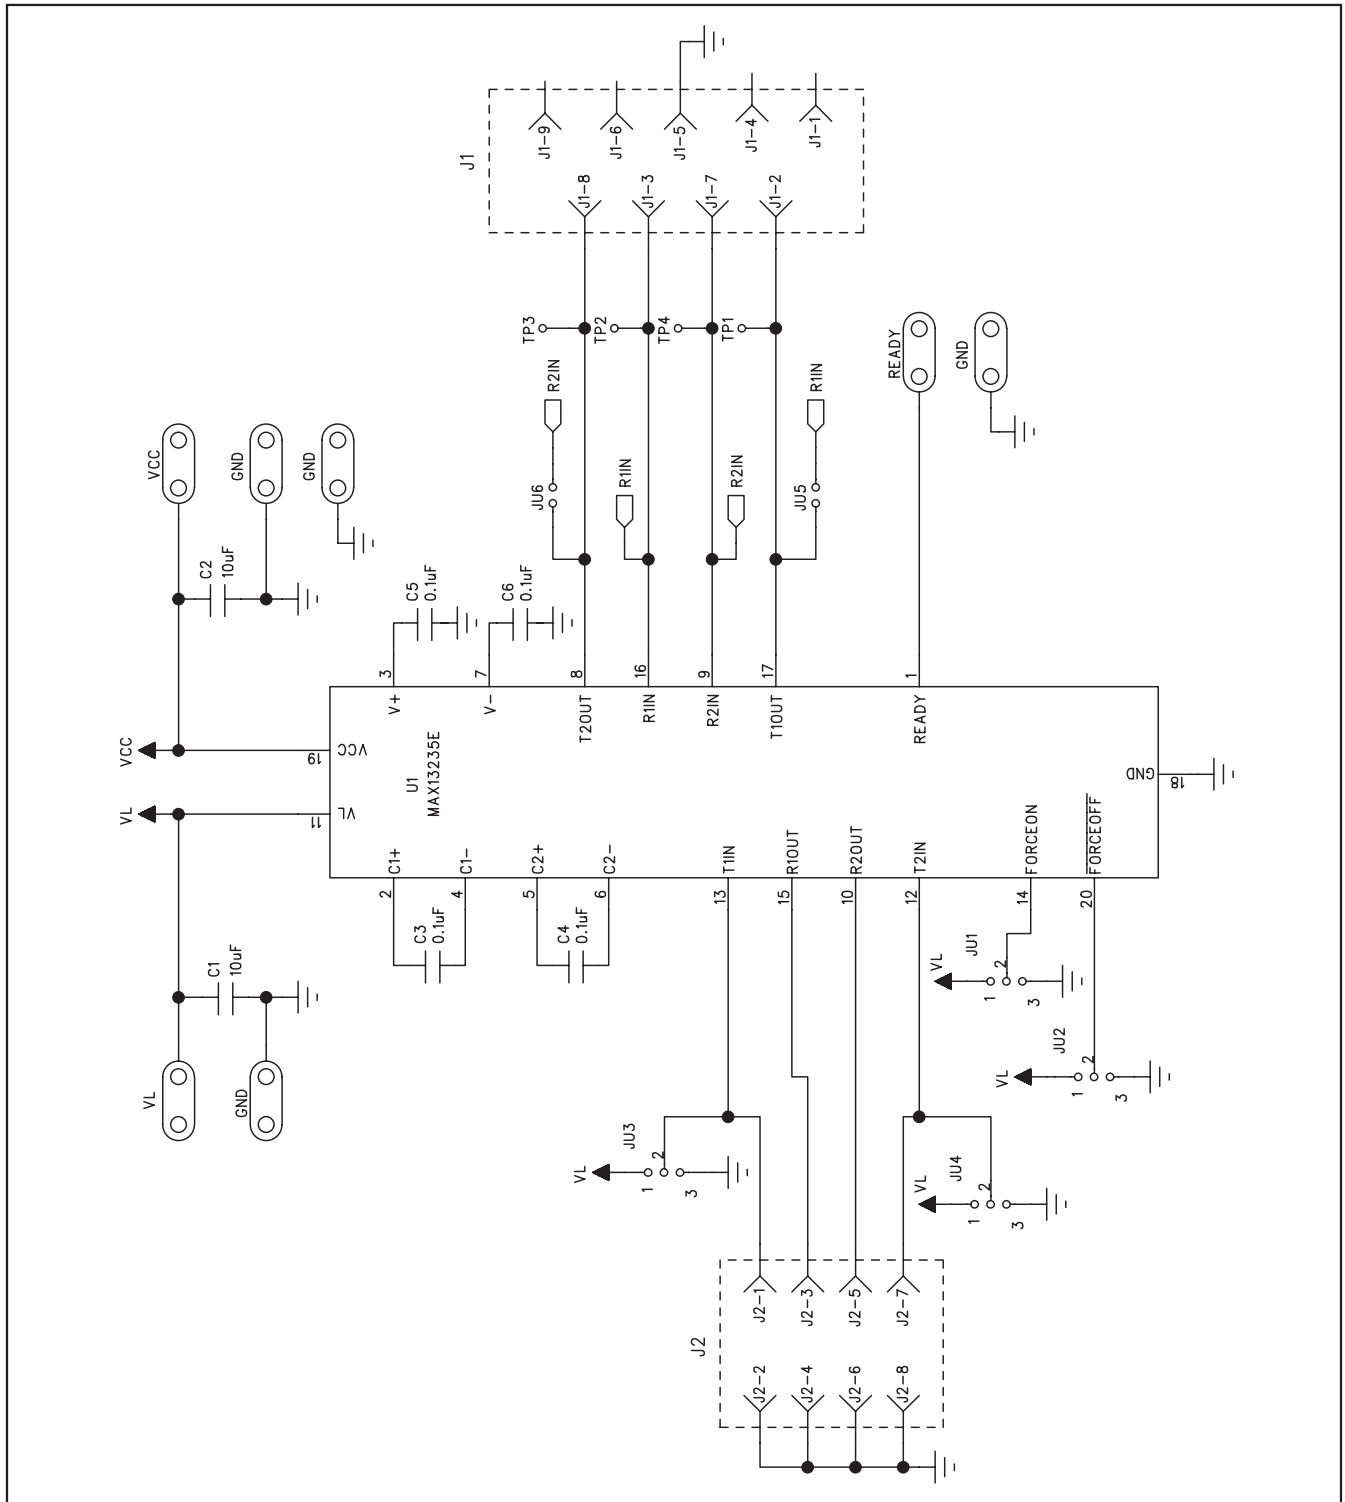 J1
J1-9
J1-6
J1-5
J1-4
J1-1
J1-8
J1-3
J1-7
J1-2
TP3
TP2
TP4
TP1
READY
GND
R2IN
R1IN
JU6
R1IN
R2IN
JU5
VCC
GND
GND
C2
10uF
C5
0.1uF
C6
0.1uF
3
7
8
16
9
17
1
V+
V-
T2OUT
R1IN
R2IN
T1OUT
READY
VCC
19
VCC
VL
11
VL
U1
MAX13235E
GND
18
C1+
C1-
C2+
C2-
T1IN
R1OUT
R2OUT
T2IN
FORCEON
FORCEOFF
2
4
5
6
13
15
10
12
14
20
C3
0.1uF
C4
0.1uF
C1
10uF
VL
GND
VL
JU1
1
2
3
VL
JU2
1
2
3
VL
JU3
1
2
3
VL
JU4
1
2
3
J2
J2-1
J2-3
J2-5
J2-7
J2-2
J2-4
J2-6
J2-8